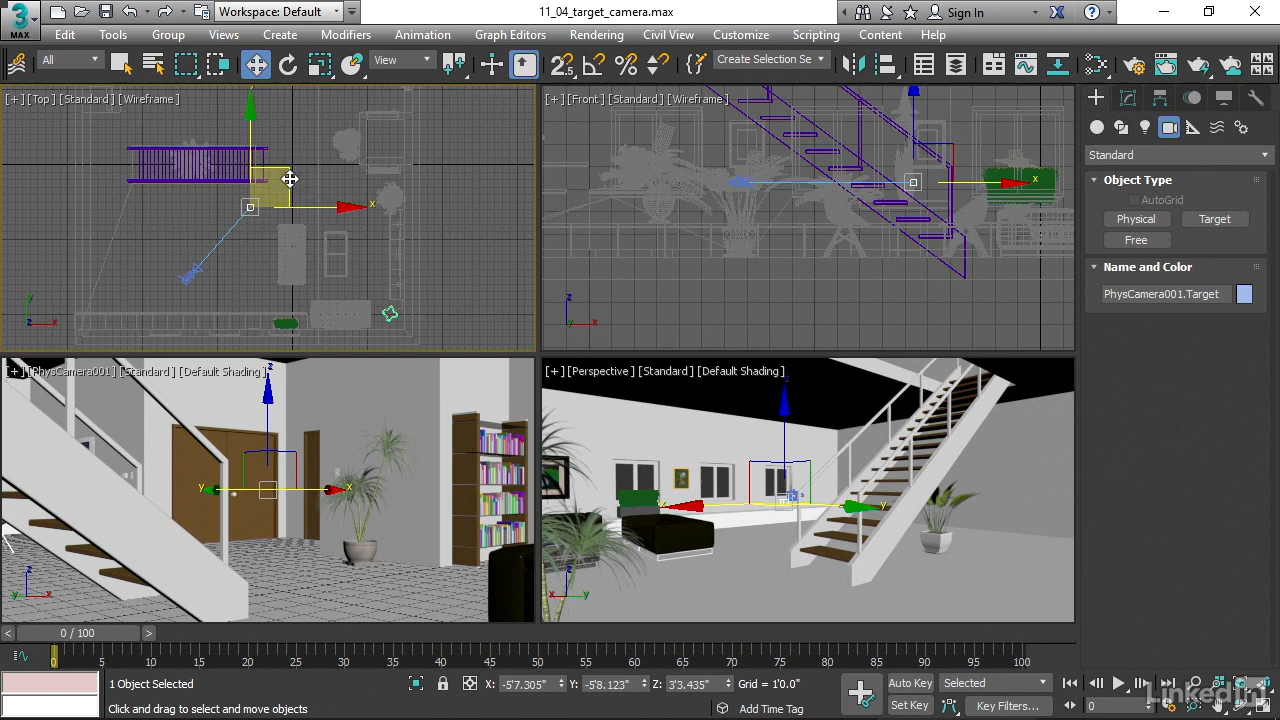 3
MAX
Workspace: Default
11_04_target_camera.max
Sign In
Edit Tools Group Views Create Modifiers Animation Graph Editors Rendering Civil View Customize Scripting Content Help
All
View
2.5
Create Selection Se
[+] [Top] [Standard] [Wireframe]
x
y
z x
[+] [Front] [Standard] [Wireframe]
x
z
y x
[+] [PhysCamera001] [Standard] [Default Shading]
z
y x
z
y x
[+] [Perspective] [Standard] [Default Shading]
z
x y
z
x y
Standard
Object Type
AutoGrid
Physical Target
Free
Name and Color
PhysCamera001.Target
< 0 / 100 >
0 5 10 15 20 25 30 35 40 45 50 55 60 65 70 75 80 85 90 95 100
1 Object Selected
X: -5'7.305" Y: -5'8.123" Z: 3'3.435" Grid = 1'0.0"
Auto Key Selected
Click and drag to select and move objects
Add Time Tag
Set Key Key Filters...
0
LinkedIn